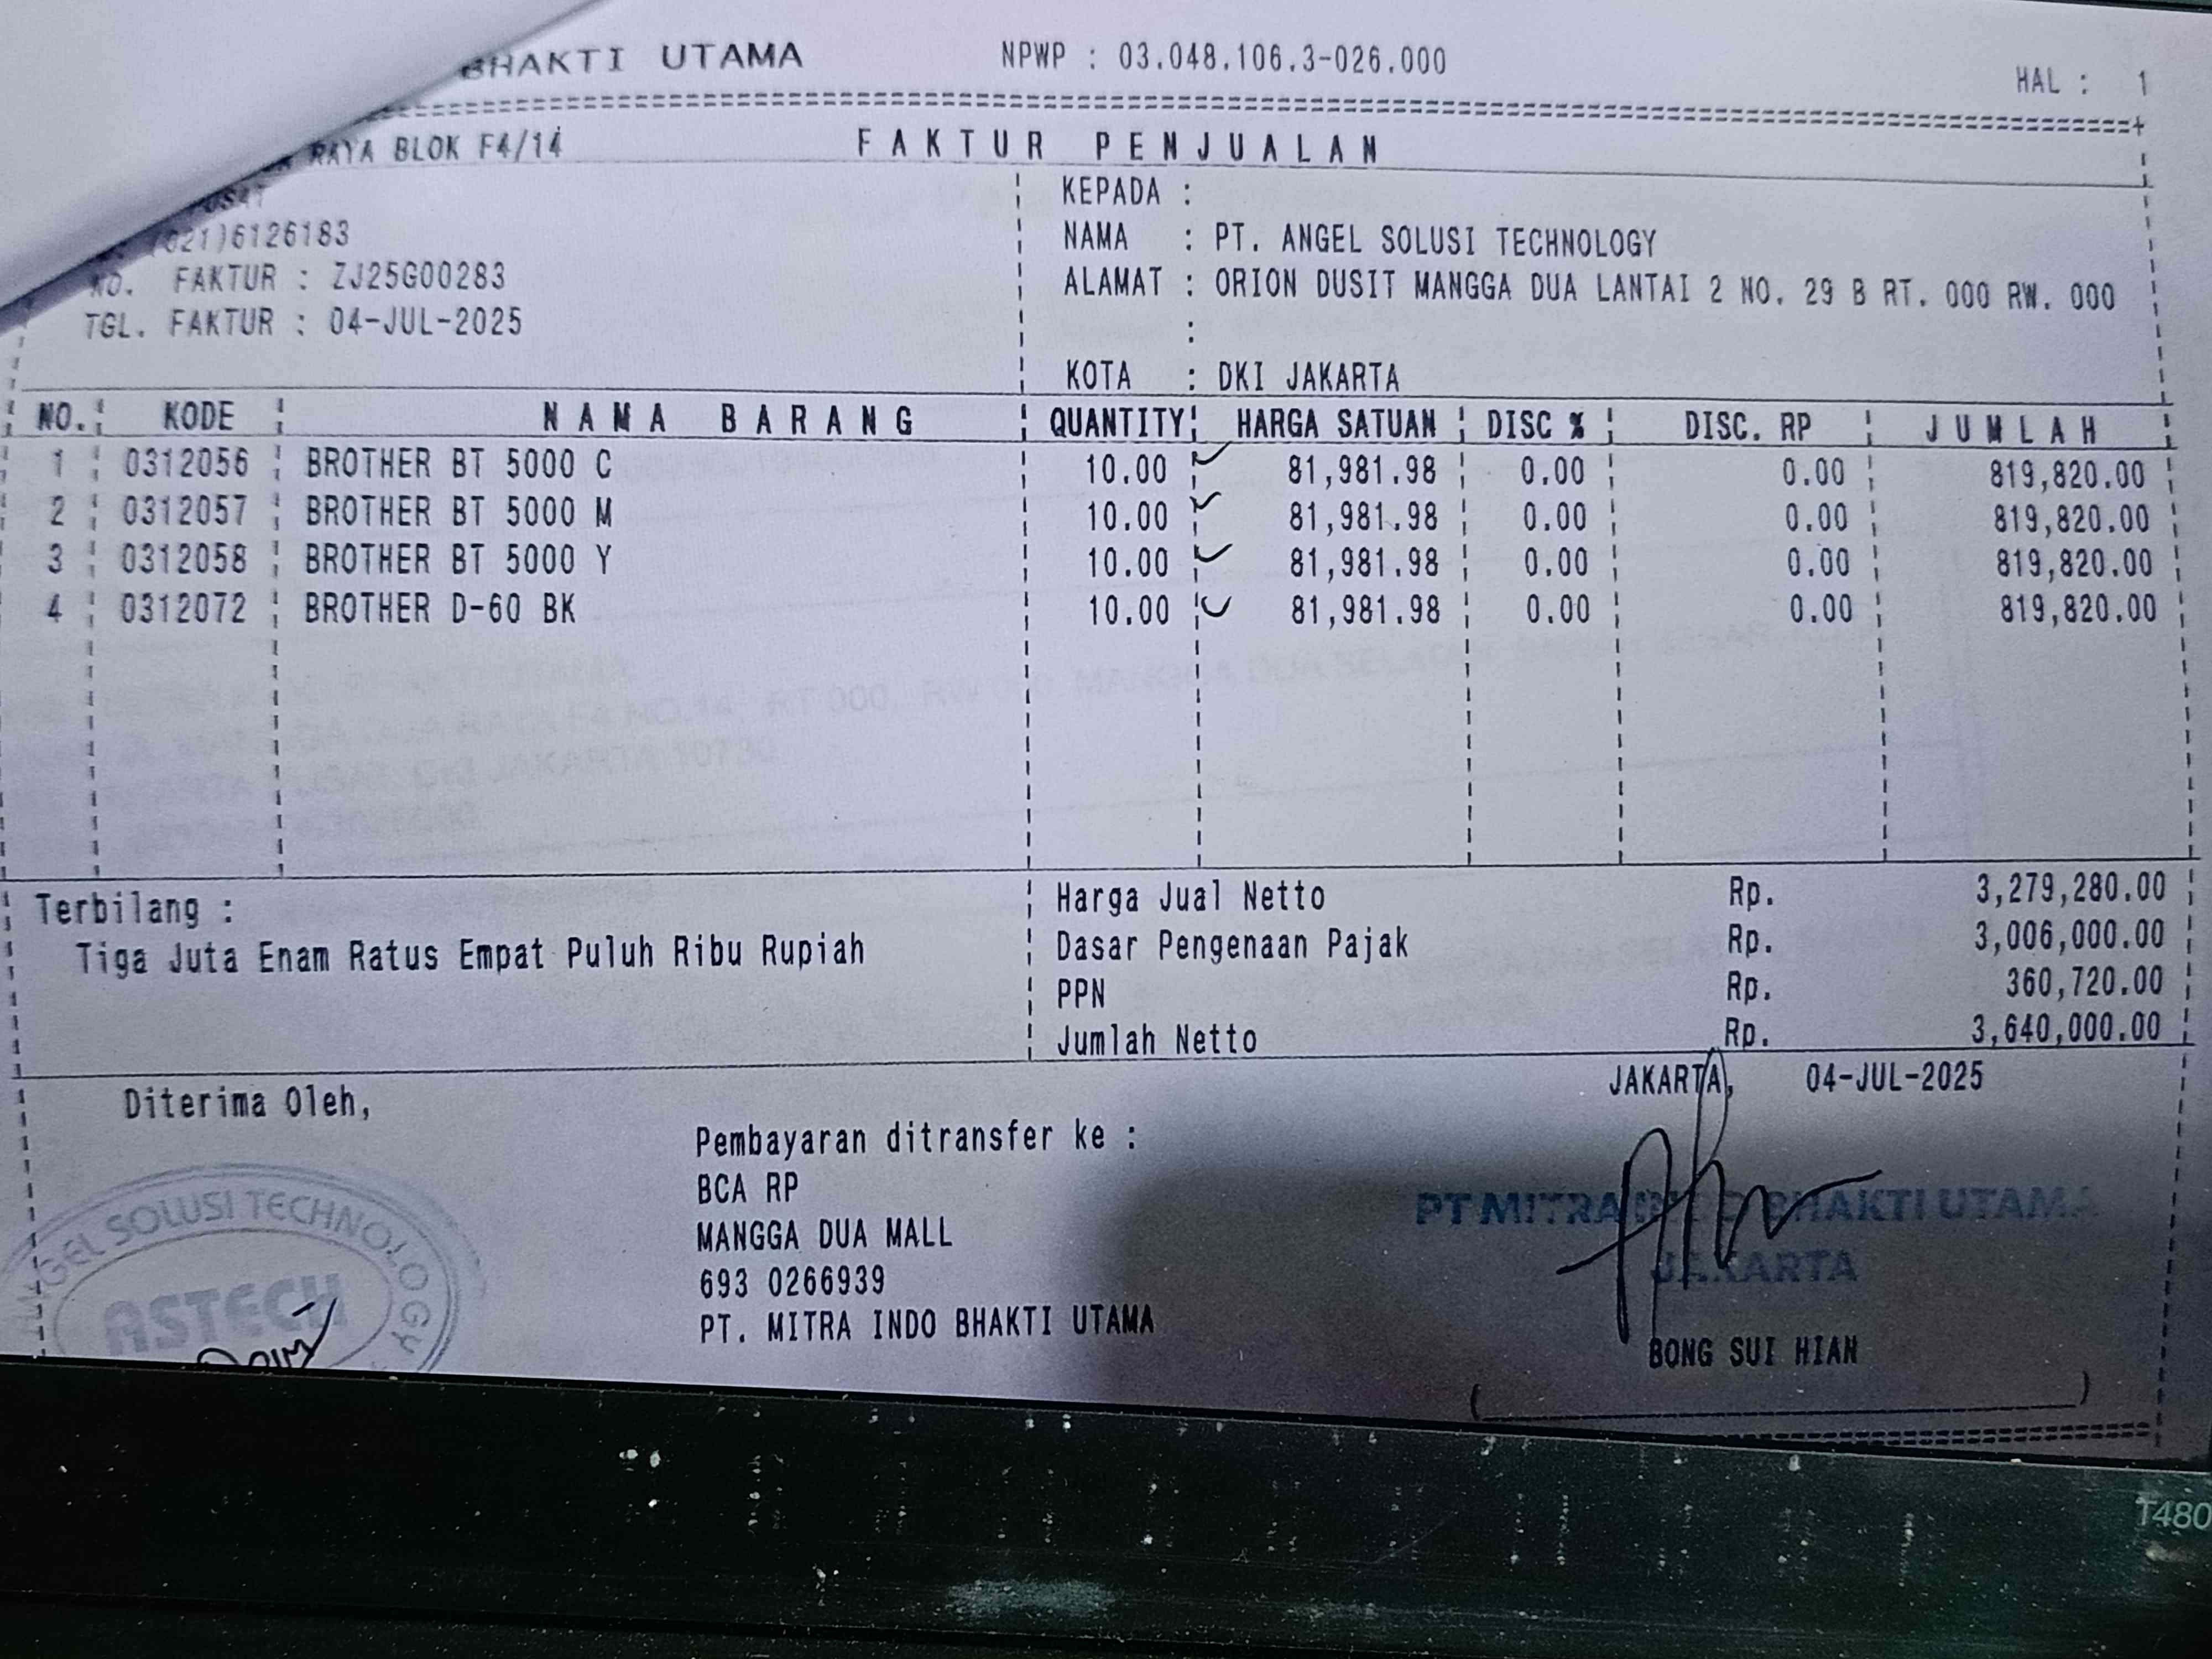 BHAKTI UTAMA NPWP : 03.048.106.3-026.000
HAL : 1
RAYA BLOK F4/14 FAKTUR PENJUALAN
KEPADA :
(021)6126183 NAMA : PT. ANGEL SOLUSI TECHNOLOGY
NO. FAKTUR : ZJ25G00283 ALAMAT : ORION DUSIT MANGGA DUA LANTAI 2 NO. 29 B RT. 000 RW. 000
TGL. FAKTUR : 04-JUL-2025 :
KOTA : DKI JAKARTA
NO. KODE NAMA BARANG QUANTITY HARGA SATUAN DISC % DISC. RP JUMLAH
1 0312056 BROTHER BT 5000 C 10.00 81,981.98 0.00 0.00 819,820.00
2 0312057 BROTHER BT 5000 M 10.00 81,981.98 0.00 0.00 819,820.00
3 0312058 BROTHER BT 5000 Y 10.00 81,981.98 0.00 0.00 819,820.00
4 0312072 BROTHER D-60 BK 10.00 81,981.98 0.00 0.00 819,820.00
Terbilang : Harga Jual Netto Rp. 3,279,280.00
Tiga Juta Enam Ratus Empat Puluh Ribu Rupiah Dasar Pengenaan Pajak Rp. 3,006,000.00
PPN Rp. 360,720.00
Jumlah Netto Rp. 3,640,000.00
Diterima Oleh, JAKARTA, 04-JUL-2025
Pembayaran ditransfer ke :
BCA RP
MANGGA DUA MALL
693 0266939
PT. MITRA INDO BHAKTI UTAMA
ANGEL SOLUSI TECHNOLOGY
ASTECH
PT MITRA INDO BHAKTI UTAMA
JAKARTA
BONG SUI HIAN
T480